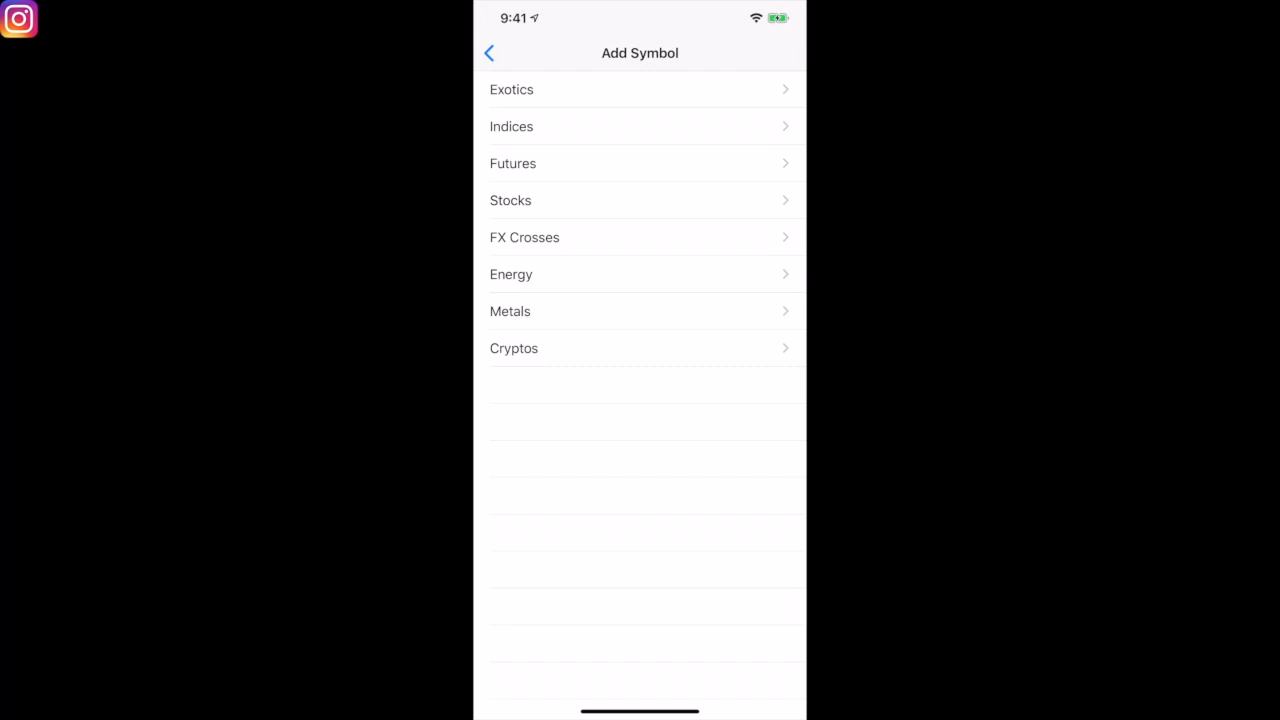 9:41
Add Symbol
Exotics
Indices
Futures
Stocks
FX Crosses
Energy
Metals
Cryptos